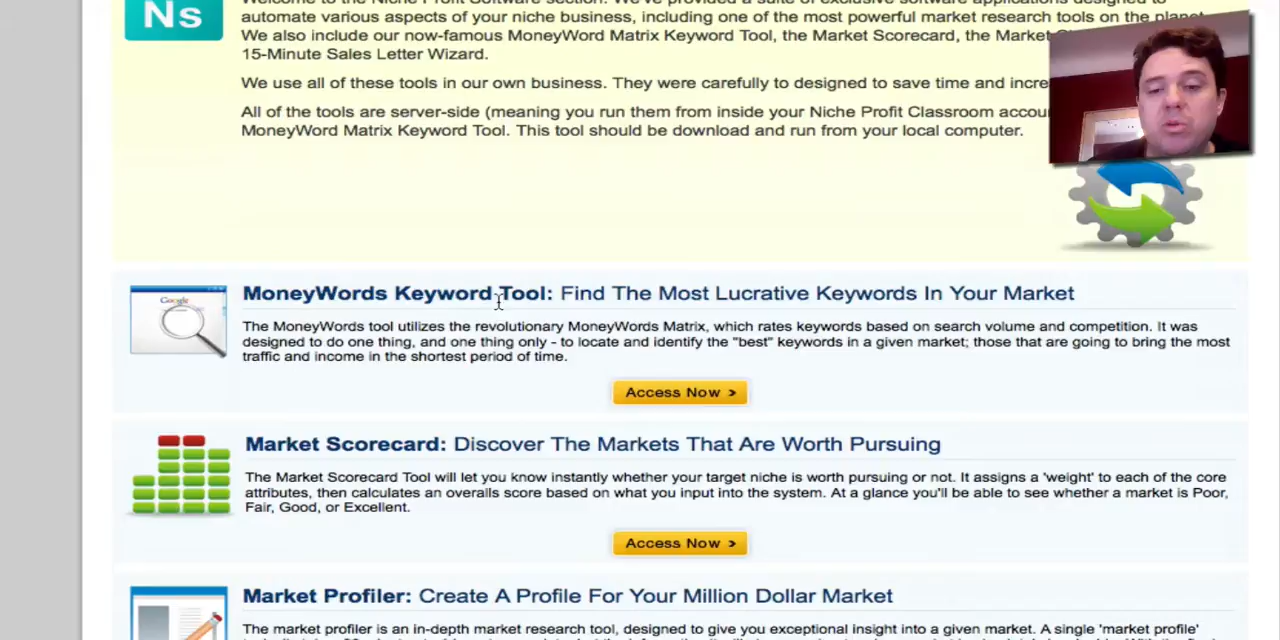 Ns
Welcome to the Niche Profit Software section. We've provided a suite of exclusive software applications designed to
automate various aspects of your niche business, including one of the most powerful market research tools on the planet
We also include our now-famous MoneyWord Matrix Keyword Tool, the Market Scorecard, the Market
15-Minute Sales Letter Wizard.
We use all of these tools in our own business. They were carefully to designed to save time and incre
All of the tools are server-side (meaning you run them from inside your Niche Profit Classroom accou
MoneyWord Matrix Keyword Tool. This tool should be download and run from your local computer.
Google
MoneyWords Keyword Tool: Find The Most Lucrative Keywords In Your Market
The MoneyWords tool utilizes the revolutionary MoneyWords Matrix, which rates keywords based on search volume and competition. It was
designed to do one thing, and one thing only - to locate and identify the "best" keywords in a given market; those that are going to bring the most
traffic and income in the shortest period of time.
Access Now >
Market Scorecard: Discover The Markets That Are Worth Pursuing
The Market Scorecard Tool will let you know instantly whether your target niche is worth pursuing or not. It assigns a 'weight' to each of the core
attributes, then calculates an overalls score based on what you input into the system. At a glance you'll be able to see whether a market is Poor,
Fair, Good, or Excellent.
Access Now >
Market Profiler: Create A Profile For Your Million Dollar Market
The market profiler is an in-depth market research tool, designed to give you exceptional insight into a given market. A single 'market profile'